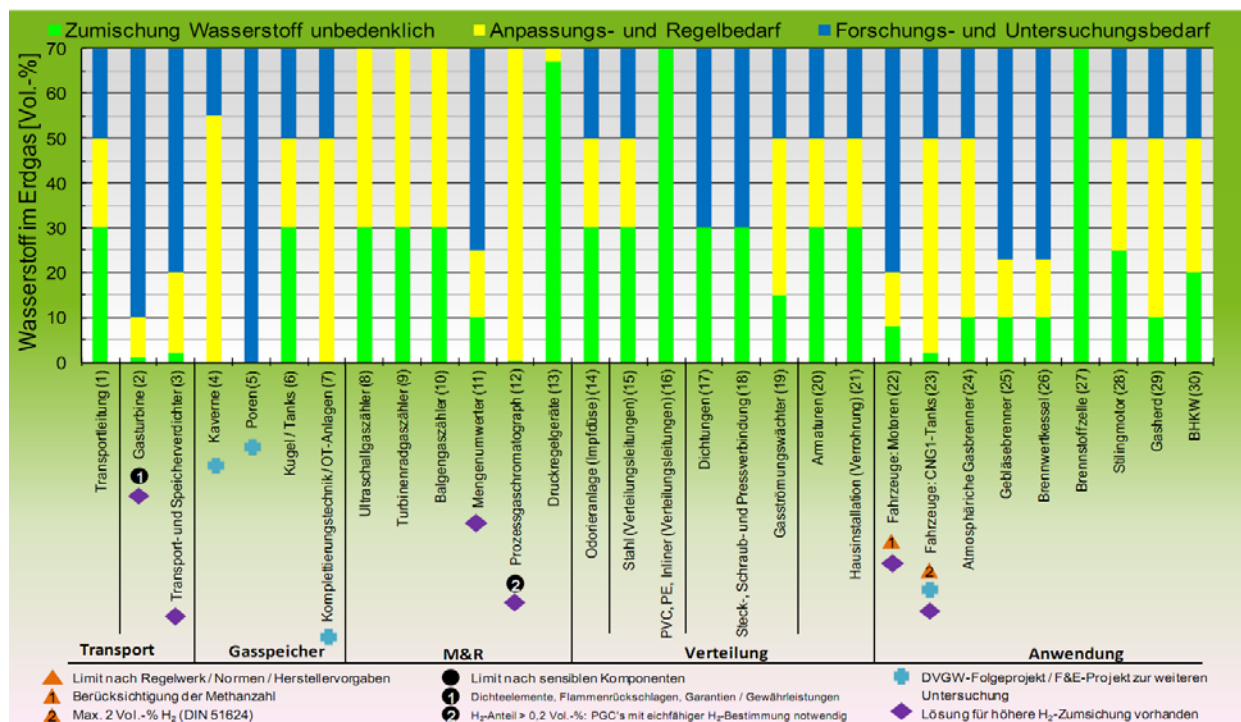 Zumischung Wasserstoff unbedenklich Anpassungs- und Regelbedarf Forschungs- und Untersuchungsbedarf
Wasserstoff im Erdgas [Vol.-%]
70
60
50
40
30
20
10
0
Transportleitung (1)
Gasturbine (2)
1
Transport- und Speicherverdichter (3)
Kaverne (4)
Poren (5)
Kugel / Tanks (6)
Komplettierungstechnik / OT-Anlagen (7)
Ultraschallgaszähler (8)
Turbinenradgaszähler (9)
Balgengaszähler (10)
Mengenumwerter (11)
Prozessgaschromatograph (12)
2
Druckregelgeräte (13)
Odorieranlage (Impfdüse) (14)
Stahl (Verteilungsleitungen) (15)
PVC, PE, Inliner (Verteilungsleitungen) (16)
Dichtungen (17)
Steck-, Schraub- und Pressverbindung (18)
Gasströmungswächter (19)
Armaturen (20)
Hausinstallation (Verrohrung) (21)
Fahrzeuge: Motoren (22)
1
Fahrzeuge: CNG1-Tanks (23)
2
Atmosphäriche Gasbrenner (24)
Gebläsebrenner (25)
Brennwertkessel (26)
Brennstoffzelle (27)
Stilingmotor (28)
Gasherd (29)
BHKW (30)
Transport Gasspeicher M&R Verteilung Anwendung
Limit nach Regelwerk / Normen / Herstellervorgaben
1 Berücksichtigung der Methanzahl
2 Max. 2 Vol.-% H₂ (DIN 51624)
Limit nach sensiblen Komponenten
1 Dichteelemente, Flammenrückschlagen, Garantien / Gewährleistungen
2 H₂-Anteil > 0,2 Vol.-%: PGC's mit eichfähiger H₂-Bestimmung notwendig
DVGW-Folgeprojekt / F&E-Projekt zur weiteren
Untersuchung
Lösung für höhere H₂-Zumsichung vorhanden